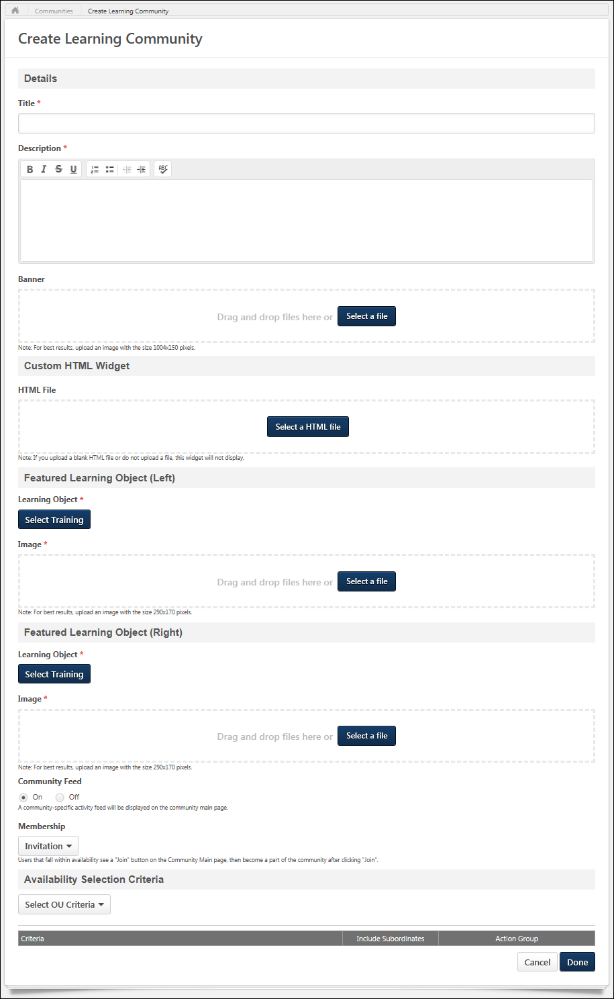 Communities Create Learning Community
Create Learning Community
Details
Title *
Description *
B I S U ABC
Banner
Drag and drop files here or Select a file
Note: For best results, upload an image with the size 1004x150 pixels.
Custom HTML Widget
HTML File
Select a HTML file
Note: If you upload a blank HTML file or do not upload a file, this widget will not display.
Featured Learning Object (Left)
Learning Object *
Select Training
Image *
Drag and drop files here or Select a file
Note: For best results, upload an image with the size 290x170 pixels.
Featured Learning Object (Right)
Learning Object *
Select Training
Image *
Drag and drop files here or Select a file
Note: For best results, upload an image with the size 290x170 pixels.
Community Feed
On Off
A community-specific activity feed will be displayed on the community main page.
Membership
Invitation
Users that fall within availability see a "Join" button on the Community Main page, then become a part of the community after clicking "Join".
Availability Selection Criteria
Select OU Criteria
Criteria Include Subordinates Action Group
Cancel Done